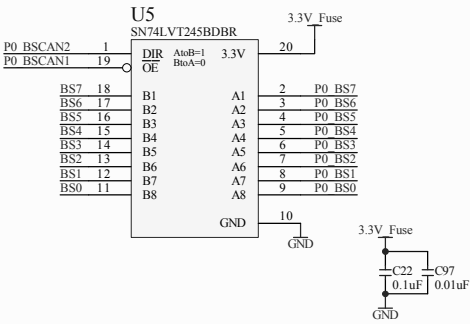 U5
SN74LVT245BDBR
3.3V_Fuse
P0_BSCAN2 1 DIR AtoB=1 3.3V 20
P0_BSCAN1 19 OE BtoA=0
BS7 18 B1 A1 2 P0_BS7
BS6 17 B2 A2 3 P0_BS6
BS5 16 B3 A3 4 P0_BS5
BS4 15 B4 A4 5 P0_BS4
BS3 14 B5 A5 6 P0_BS3
BS2 13 B6 A6 7 P0_BS2
BS1 12 B7 A7 8 P0_BS1
BS0 11 B8 A8 9 P0_BS0
GND 10
GND
3.3V_Fuse
C22 C97
0.1uF 0.01uF
GND